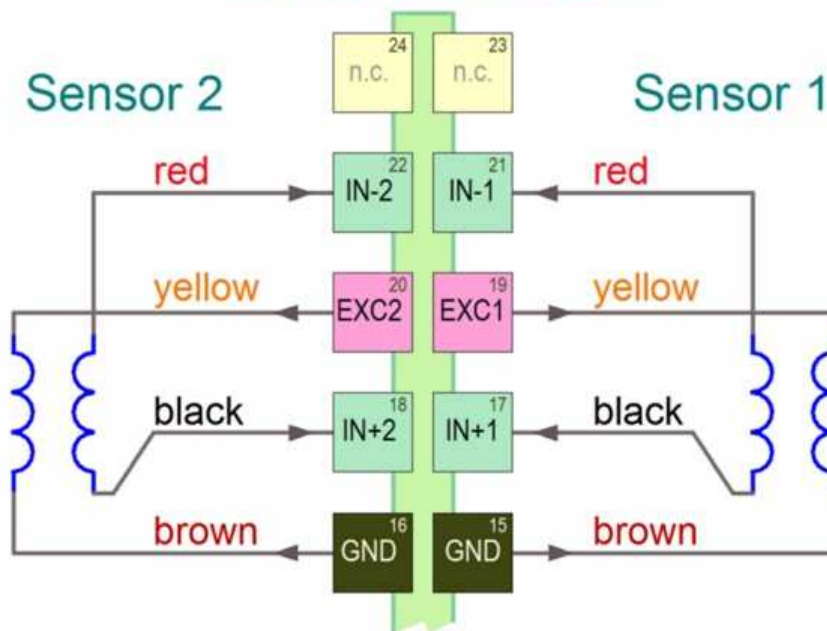 24 23
n.c. n.c.
Sensor 2 Sensor 1
red 22 21 red
IN-2 IN-1
yellow 20 19 yellow
EXC2 EXC1
black 18 17 black
IN+2 IN+1
brown 16 15 brown
GND GND